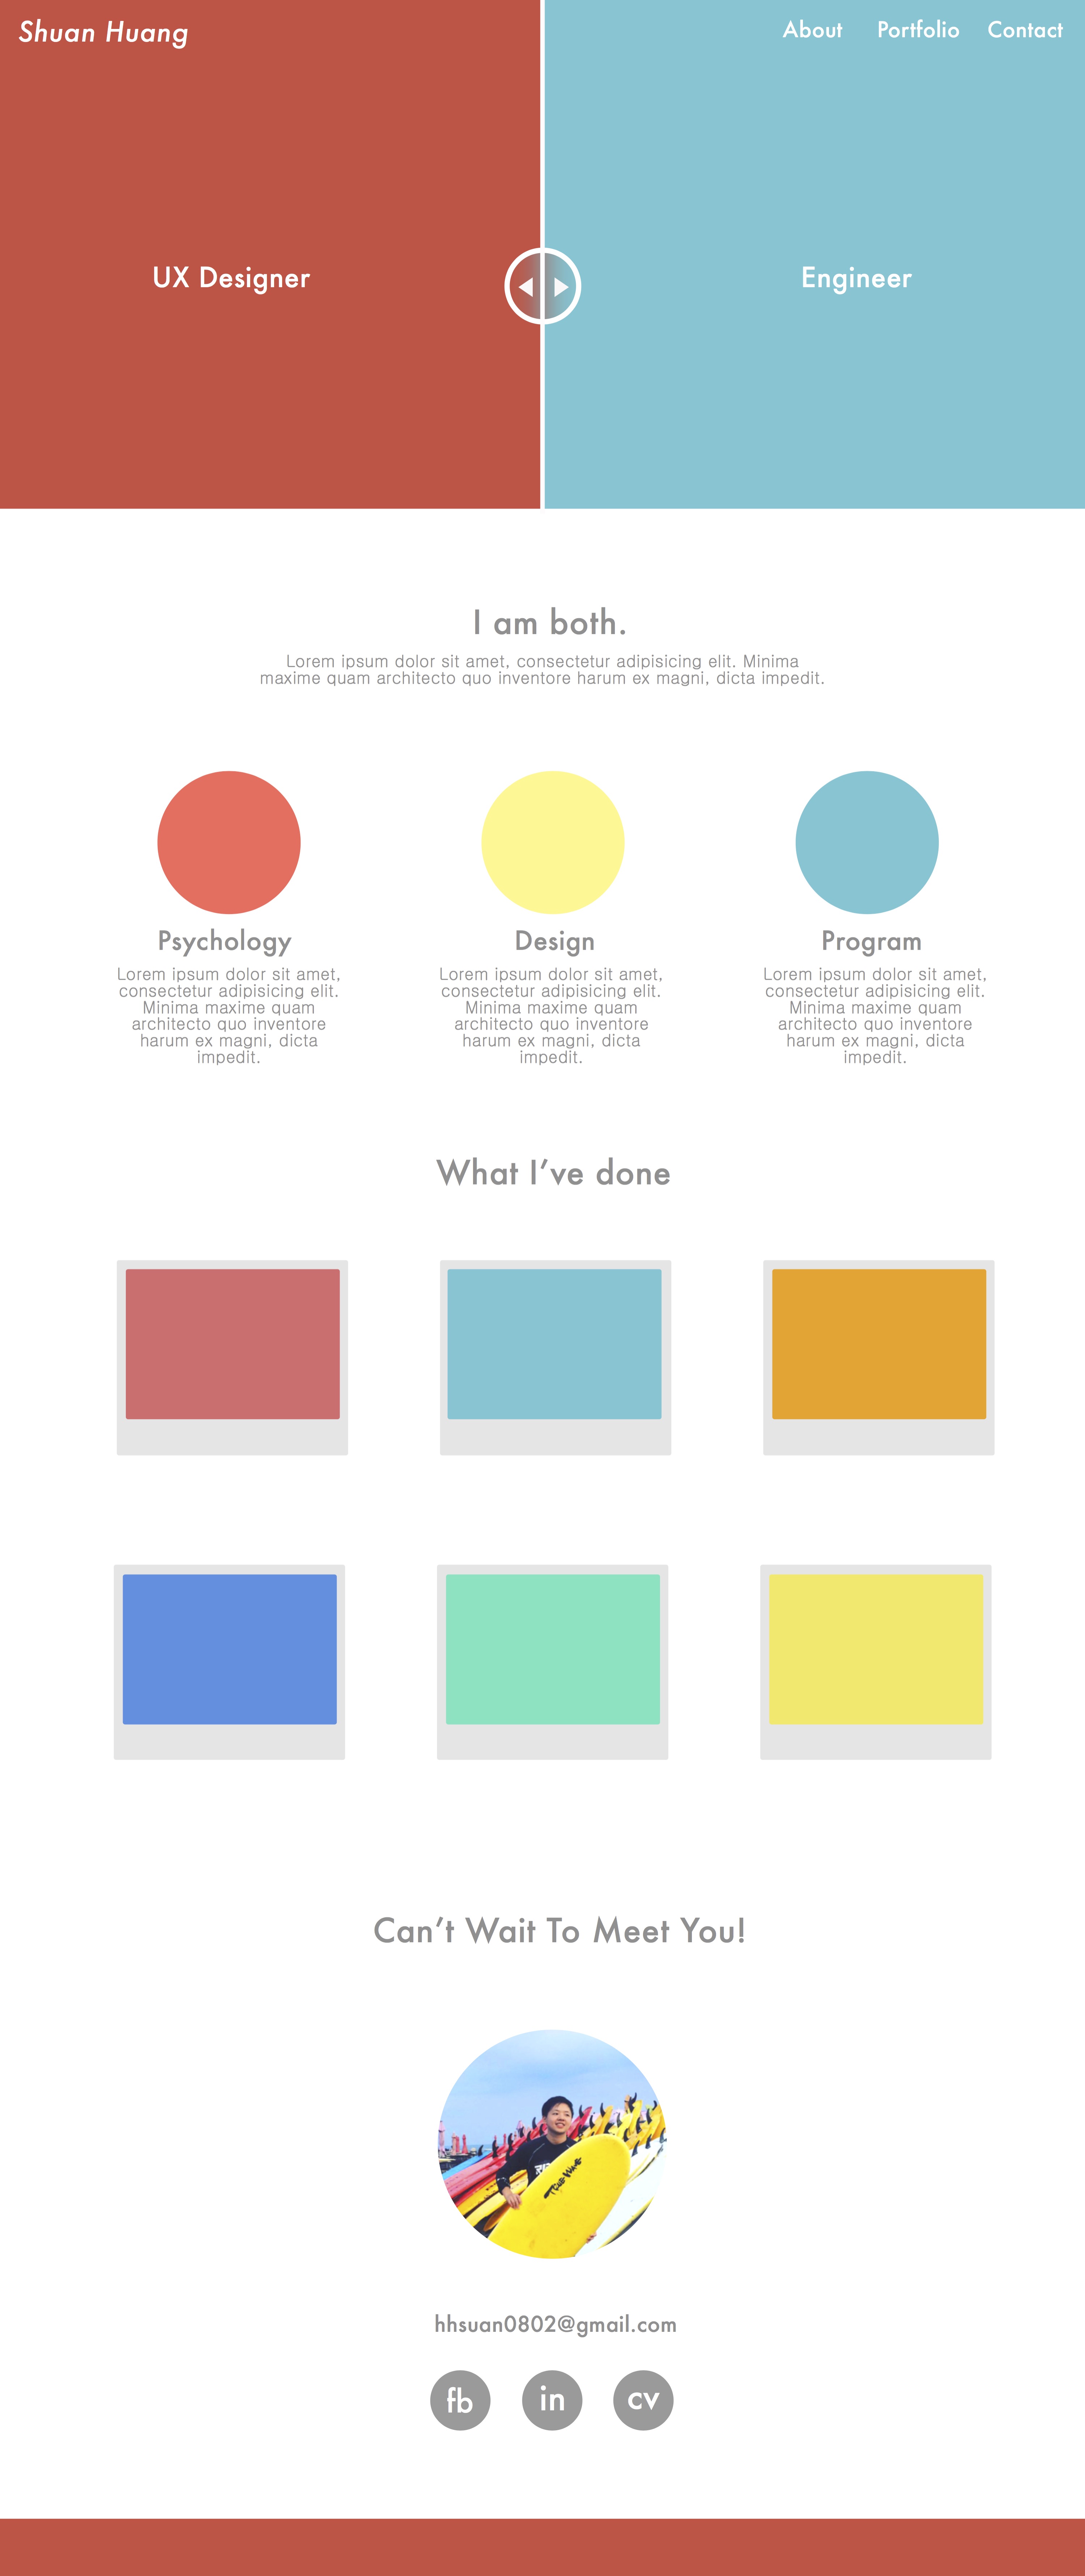 Shuan Huang
About Portfolio Contact
UX Designer
Engineer
I am both.
Lorem ipsum dolor sit amet, consectetur adipisicing elit. Minima
maxime quam architecto quo inventore harum ex magni, dicta impedit.
Psychology
Lorem ipsum dolor sit amet,
consectetur adipisicing elit.
Minima maxime quam
architecto quo inventore
harum ex magni, dicta
impedit.
Design
Lorem ipsum dolor sit amet,
consectetur adipisicing elit.
Minima maxime quam
architecto quo inventore
harum ex magni, dicta
impedit.
Program
Lorem ipsum dolor sit amet,
consectetur adipisicing elit.
Minima maxime quam
architecto quo inventore
harum ex magni, dicta
impedit.
What I’ve done
Can’t Wait To Meet You!
hhsuan0802@gmail.com
fb in cv